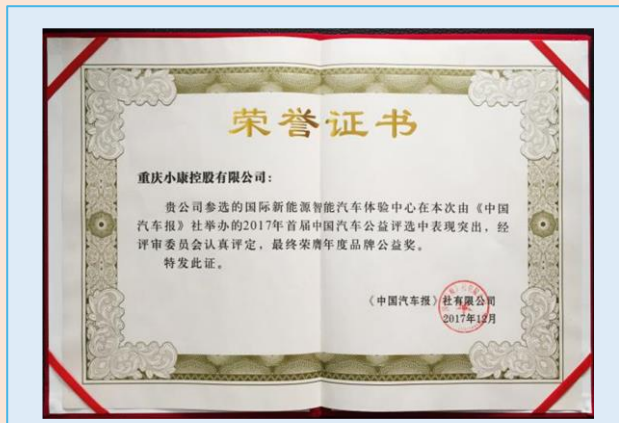 荣誉证书
重庆小康控股有限公司：
贵公司参选的国际新能源智能汽车体验中心在本次由《中国
汽车报》社举办的2017年首届中国汽车公益评选中表现突出，经
评审委员会认真评定，最终荣膺年度品牌公益奖。
特发此证。
《中国汽车报》社有限公司
2017年12月